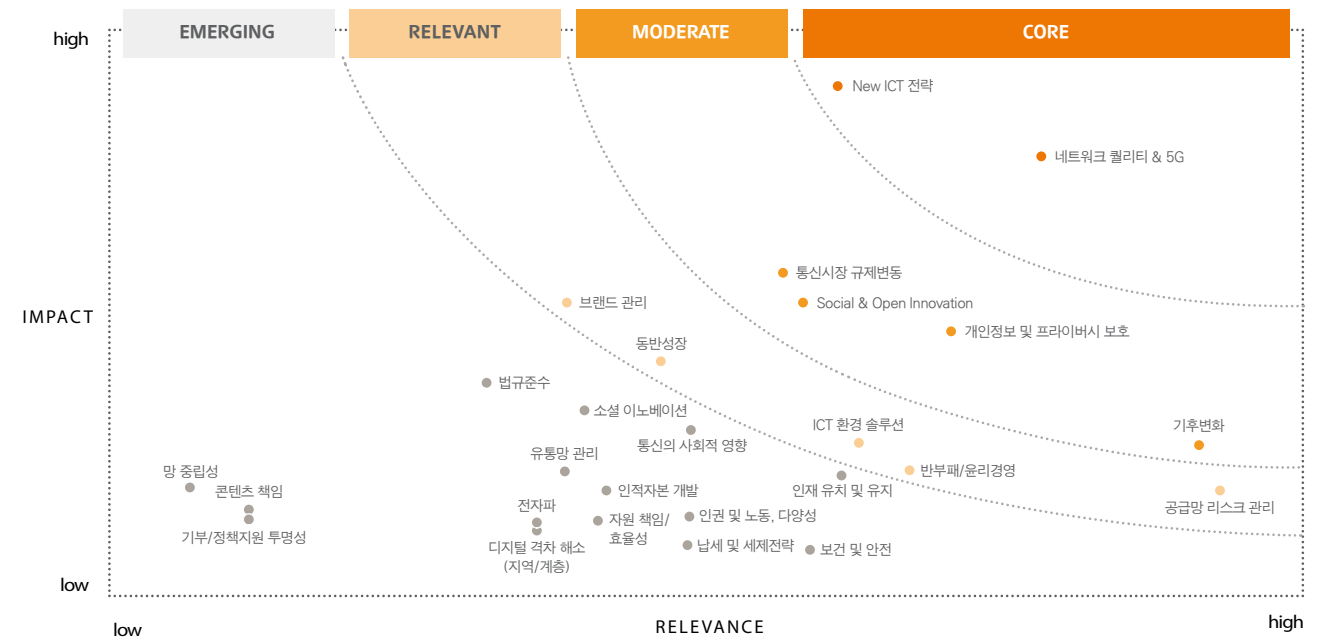 EMERGING
RELEVANT
MODERATE
CORE
high
New ICT 전략
네트워크 퀄리티 & 5G
통신시장 규제변동
브랜드 관리
Social & Open Innovation
IMPACT
개인정보 및 프라이버시 보호
동반성장
법규준수
소셜 이노베이션
ICT 환경 솔루션
기후변화
통신의 사회적 영향
유통망 관리
망 중립성
반부패/윤리경영
콘텐츠 책임
인적자본 개발
인재 유치 및 유지
전자파
공급망 리스크 관리
인권 및 노동, 다양성
자원 책임/
효율성
기부/정책지원 투명성
디지털 격차 해소
(지역/계층)
납세 및 세제전략
보건 및 안전
low
low
RELEVANCE
high